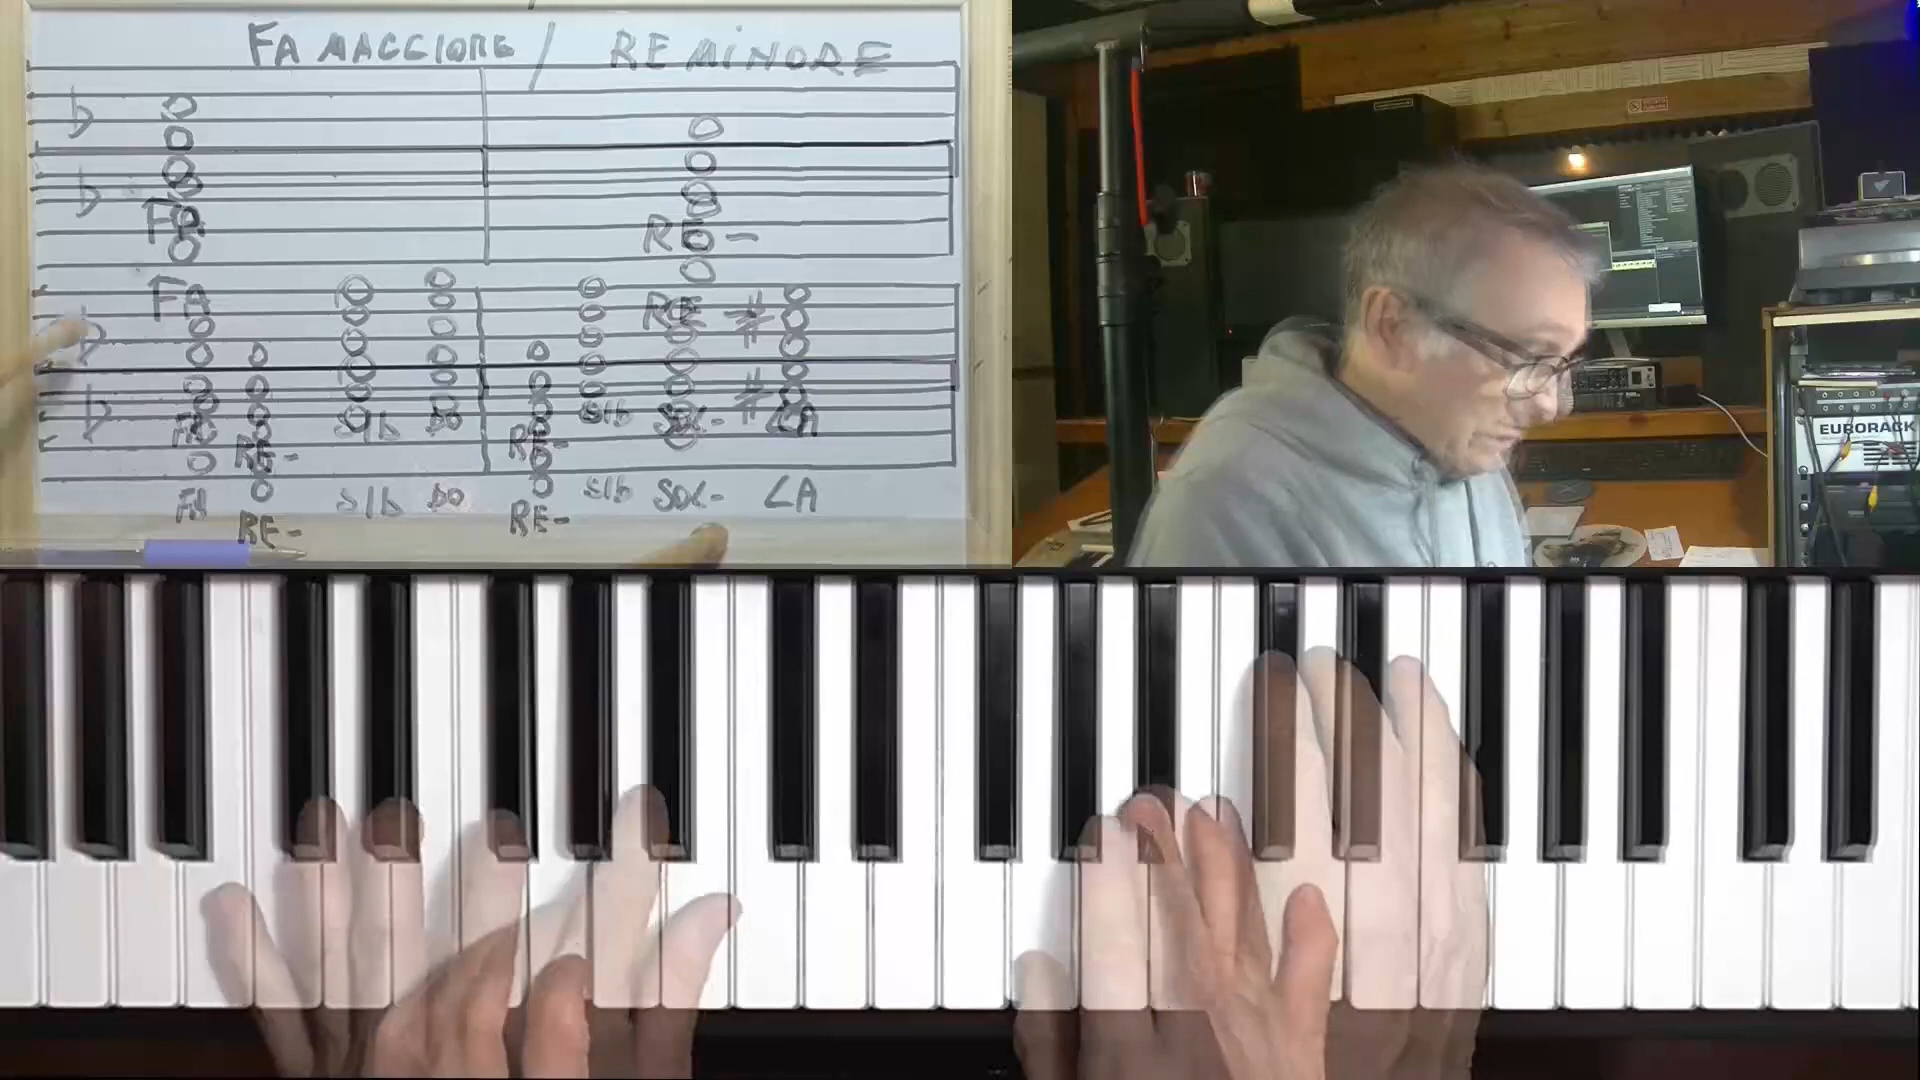 FA MAGGIORE / RE MINORE
FA RE-
FA RE #
FA RE- SIb DO RE- SIb SOL- # LA
FA RE- SIb DO RE- SIb SOL- LA
EURORACK